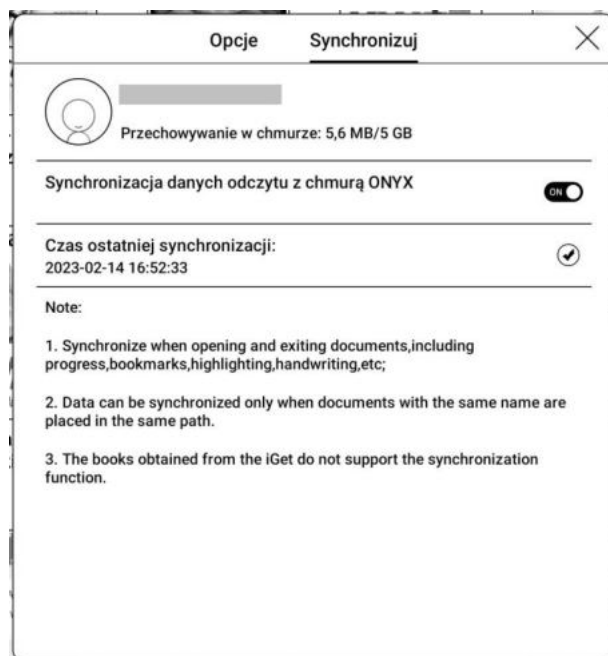 Opcje Synchronizuj
Przechowywanie w chmurze: 5,6 MB/5 GB
Synchronizacja danych odczytu z chmurą ONYX
ON
Czas ostatniej synchronizacji:
2023-02-14 16:52:33
Note:
1. Synchronize when opening and exiting documents,including
progress,bookmarks,highlighting,handwriting,etc;
2. Data can be synchronized only when documents with the same name are
placed in the same path.
3. The books obtained from the iGet do not support the synchronization
function.